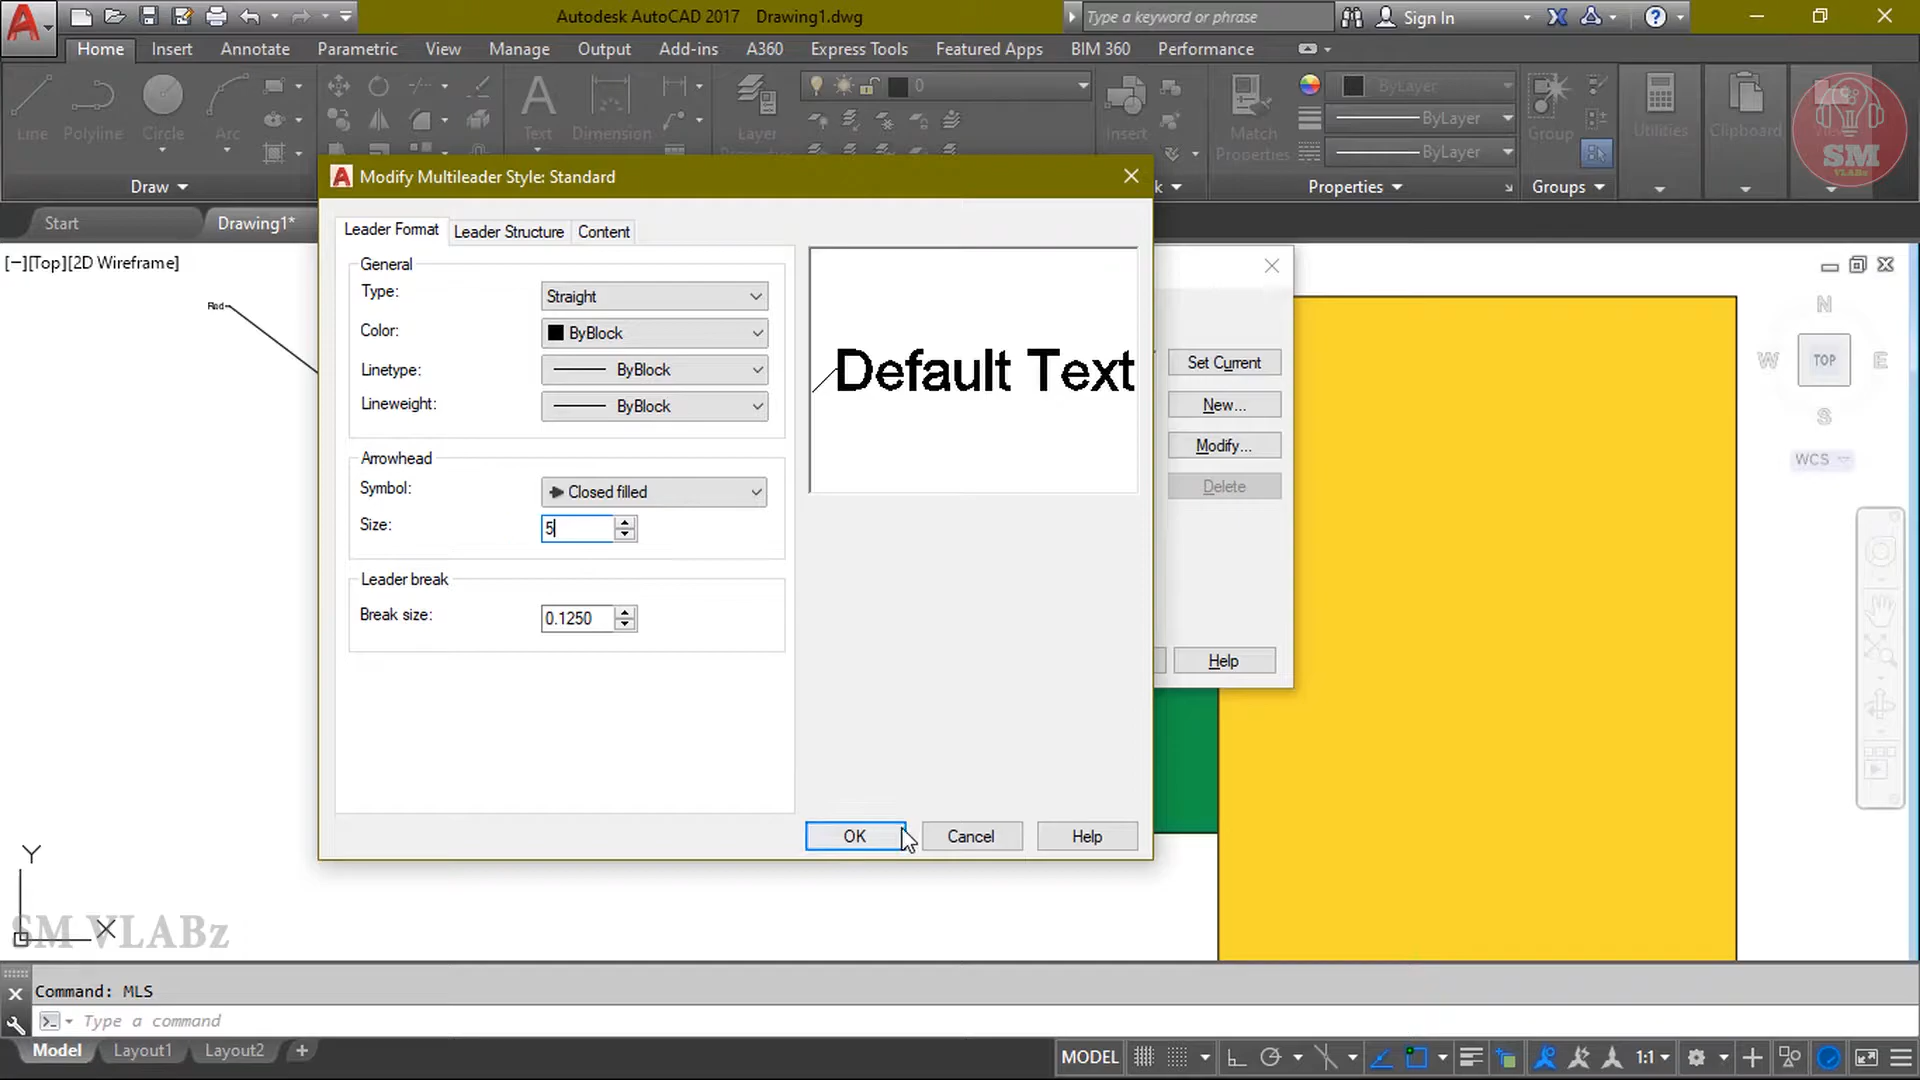 Autodesk AutoCAD 2017 Drawing1.dwg
Type a keyword or phrase
Sign In
Home Insert Annotate Parametric View Manage Output Add-ins A360 Express Tools Featured Apps BIM 360 Performance
0
ByLayer
Line Polyline Circle Arc Text Dimension Layer Insert Match Group Utilities Clipboard
ByLayer
Properties
Properties
ByLayer
SM
VLABz
Draw
k
Properties
Groups
Start
Drawing1*
Modify Multileader Style: Standard
Leader Format
Leader Structure
Content
General
Type:
Straight
Color:
ByBlock
Linetype:
ByBlock
Lineweight:
ByBlock
Arrowhead
Symbol:
Closed filled
Size:
5
Leader break
Break size:
0.1250
Default Text
OK
Cancel
Help
Set Current
New...
Modify...
Delete
Help
[−][Top][2D Wireframe]
Red
N
W
TOP
E
S
WCS
Y
X
SM VLABz
Command: MLS
Type a command
Model
Layout1
Layout2
MODEL
1:1